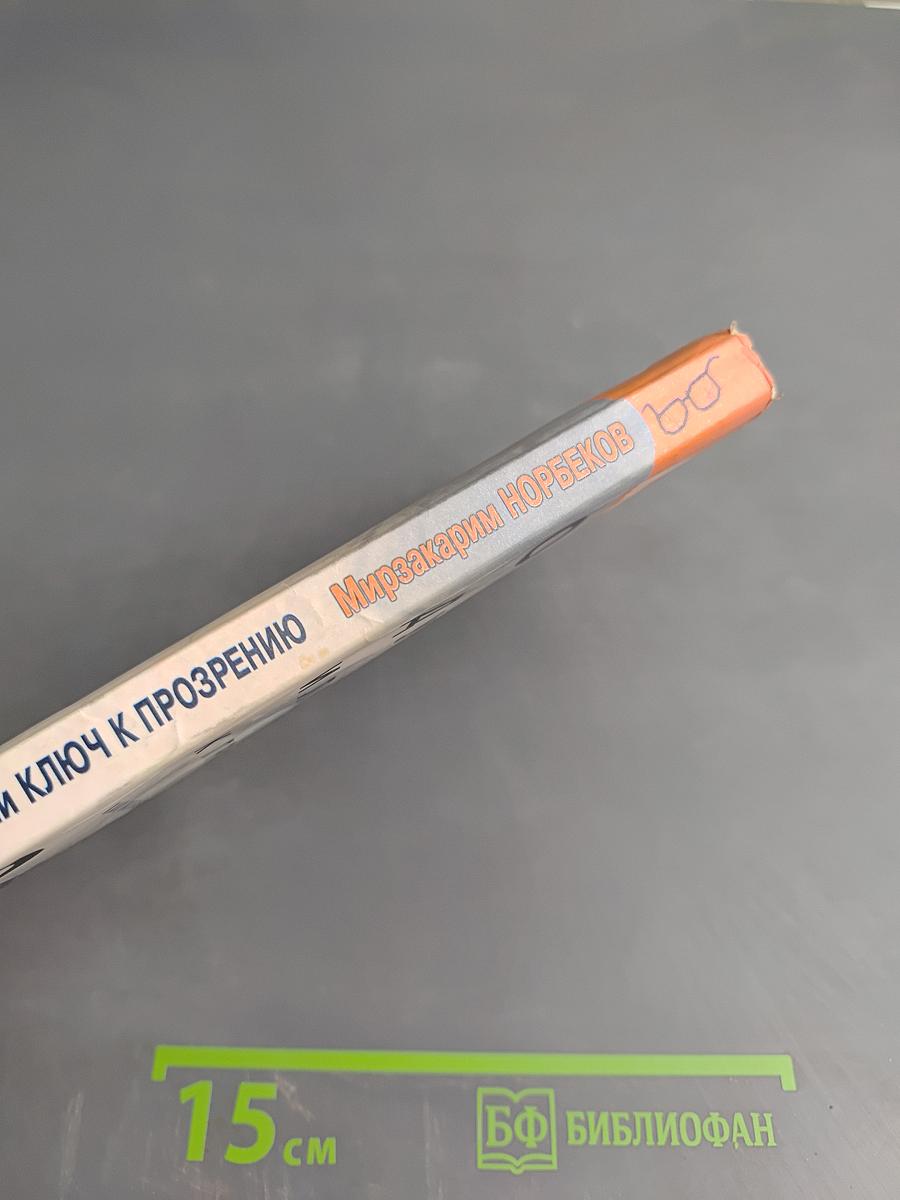 и КЛЮЧ К ПРОЗРЕНИЮ Мирзакарим НОРБЕКОВ
15 см
БФ БИБЛИОФАН